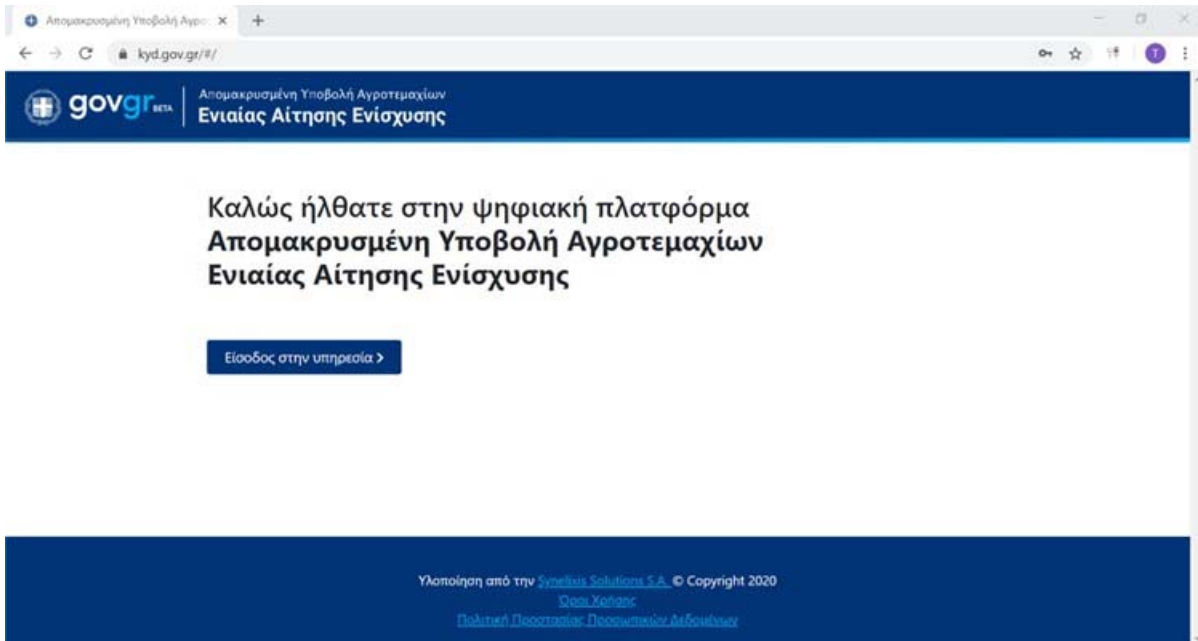 Απομακρυσμένη Υποβολή Αγρο
kyd.gov.gr/#/
T
govgr BETA
Απομακρυσμένη Υποβολή Αγροτεμαχίων
Ενιαίας Αίτησης Ενίσχυσης
Καλώς ήλθατε στην ψηφιακή πλατφόρμα
Απομακρυσμένη Υποβολή Αγροτεμαχίων
Ενιαίας Αίτησης Ενίσχυσης
Είσοδος στην υπηρεσία >
Υλοποίηση από την Synelixis Solutions S.A. © Copyright 2020
Όροι Χρήσης
Πολιτική Προστασίας Προσωπικών Δεδομένων